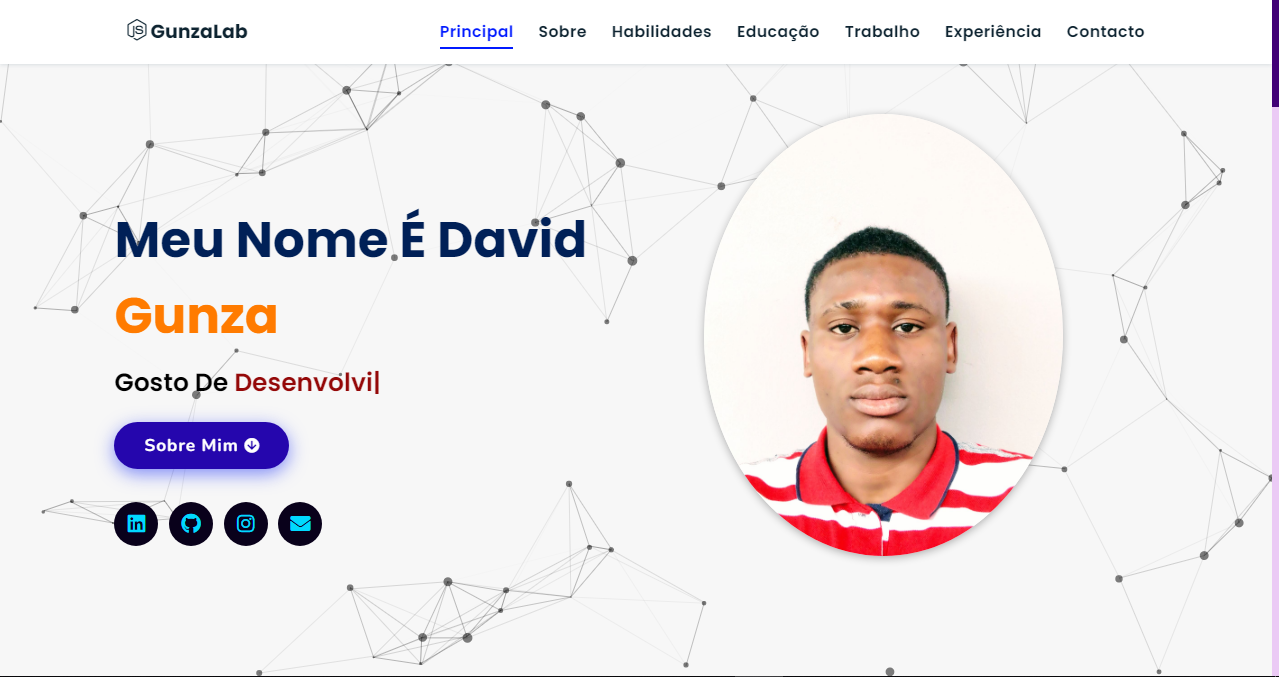 GunzaLab
Principal Sobre Habilidades Educação Trabalho Experiência Contacto
Meu Nome É David
Gunza
Gosto De Desenvolvi|
Sobre Mim